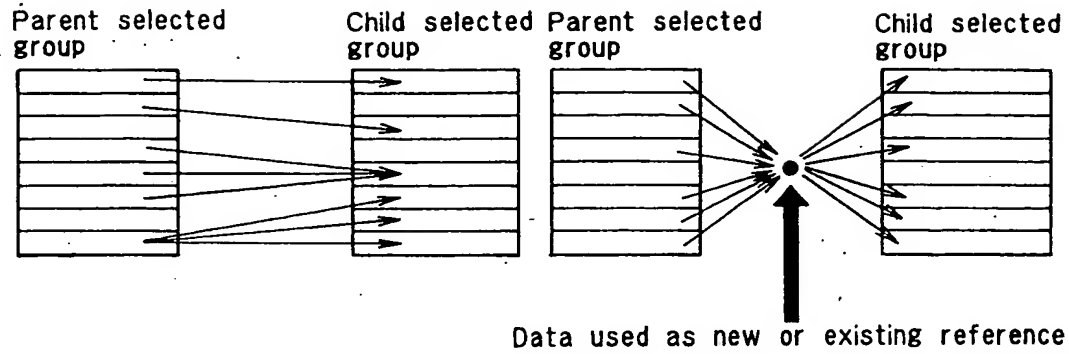 Parent selected
group
Child selected
group
Parent selected
group
Child selected
group
Data used as new or existing reference